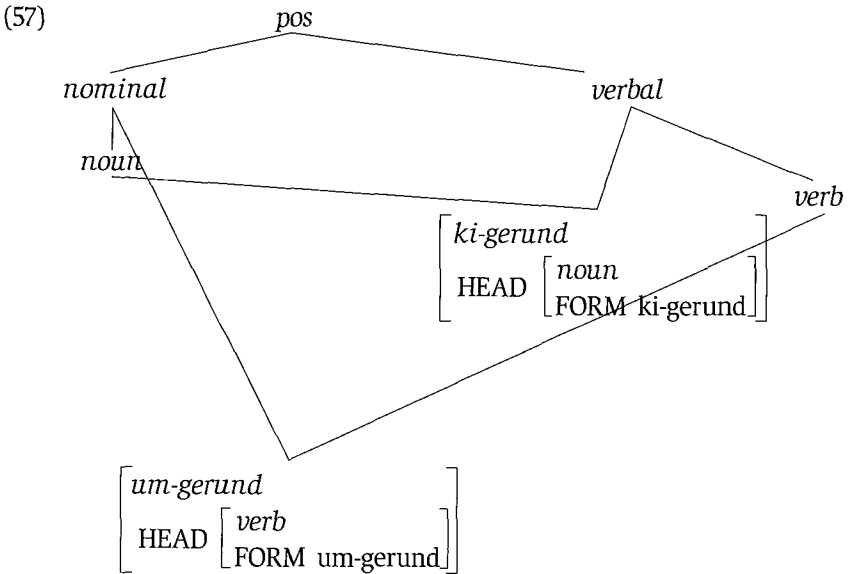 (57)
pos
nominal
verbal
noun
verb
ki-gerund
HEAD noun
FORM ki-gerund
um-gerund
HEAD verb
FORM um-gerund